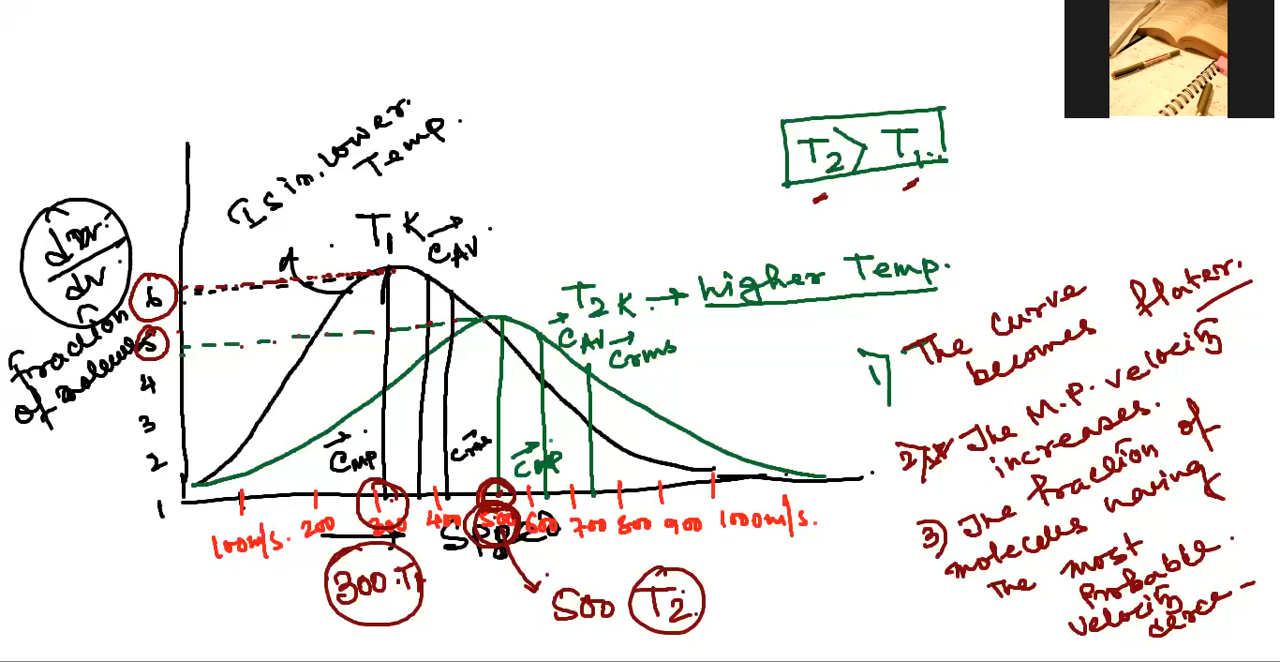 Is in lower
Temp.
T2 > T1
T1 K
CAV
dN
dv
fraction
of molecules
6
5
4
3
2
1
T2 K → higher Temp.
CAV
Crms
CMP
CMP
100m/s. 200 300 400 500 600 700 800 900 1000m/s.
Speed
300 T1
500 T2
1) The curve
becomes flater.
2) The M.P. velocity
increases.
3) The fraction of
molecules having
the most
probable
velocity